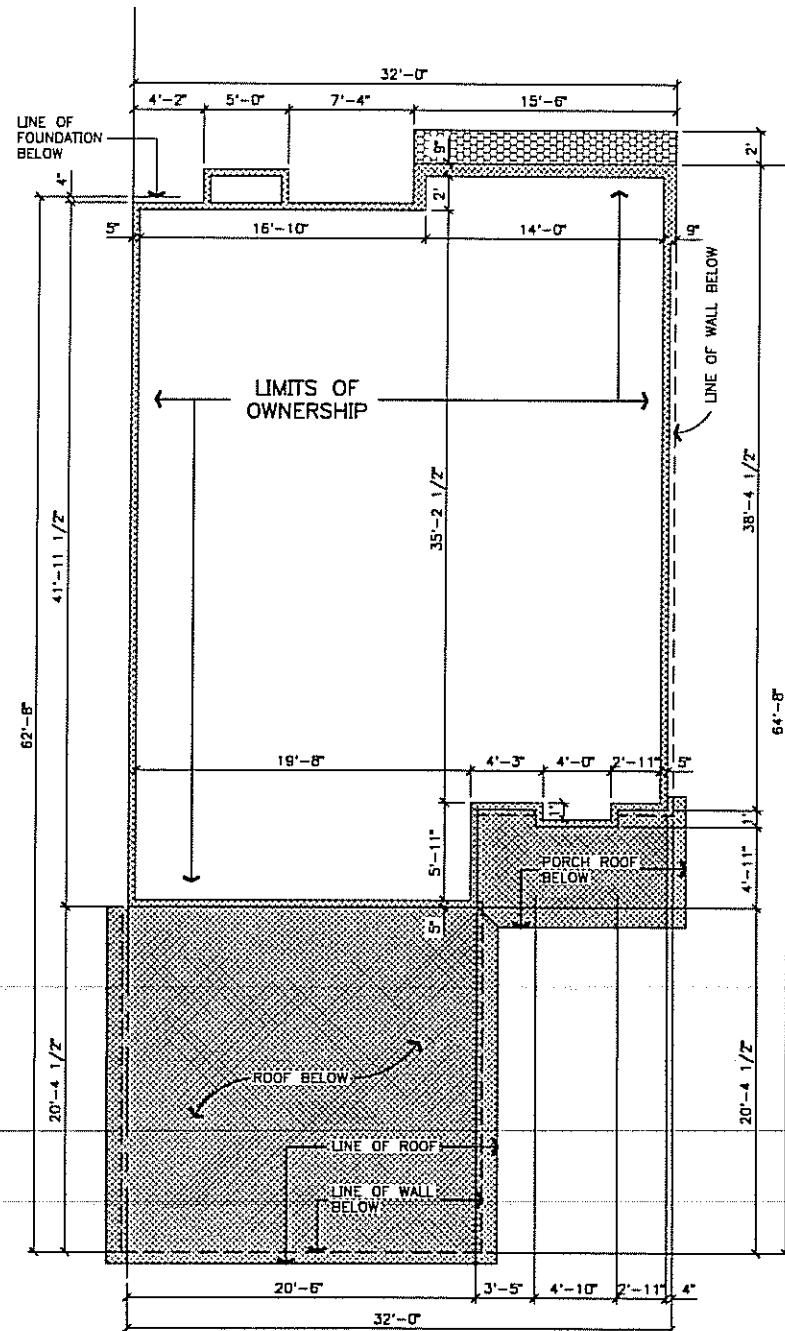 32'-0"
4'-2" 5'-0" 7'-4" 15'-6"
LINE OF
FOUNDATION
BELOW
4"
9"
2'
2'
5" 16'-10" 14'-0" 9"
LINE OF WALL BELOW
LIMITS OF
OWNERSHIP
41'-11 1/2"
35'-2 1/2"
38'-4 1/2"
62'-8"
64'-8"
19'-8" 4'-3" 4'-0" 2'-11" 5"
1'
1'
5'-11"
4'-11"
PORCH ROOF
BELOW
5"
20'-4 1/2"
ROOF BELOW
20'-4 1/2"
LINE OF ROOF
LINE OF WALL
BELOW
20'-6" 3'-5" 4'-10" 2'-11" 4"
32'-0"